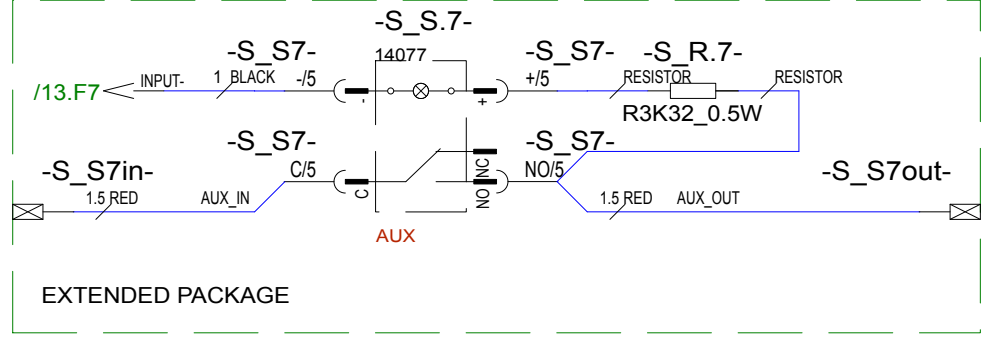 -S_S.7-
-S_S7-
14077
-S_S7-
-S_R.7-
/13.F7
INPUT-
1 BLACK
-/5
-
+
+/5
RESISTOR
RESISTOR
R3K32_0.5W
-S_S7-
-S_S7-
-S_S7in-
C/5
C
NC
NO
NO/5
-S_S7out-
1.5 RED
AUX_IN
1.5 RED
AUX_OUT
AUX
EXTENDED PACKAGE